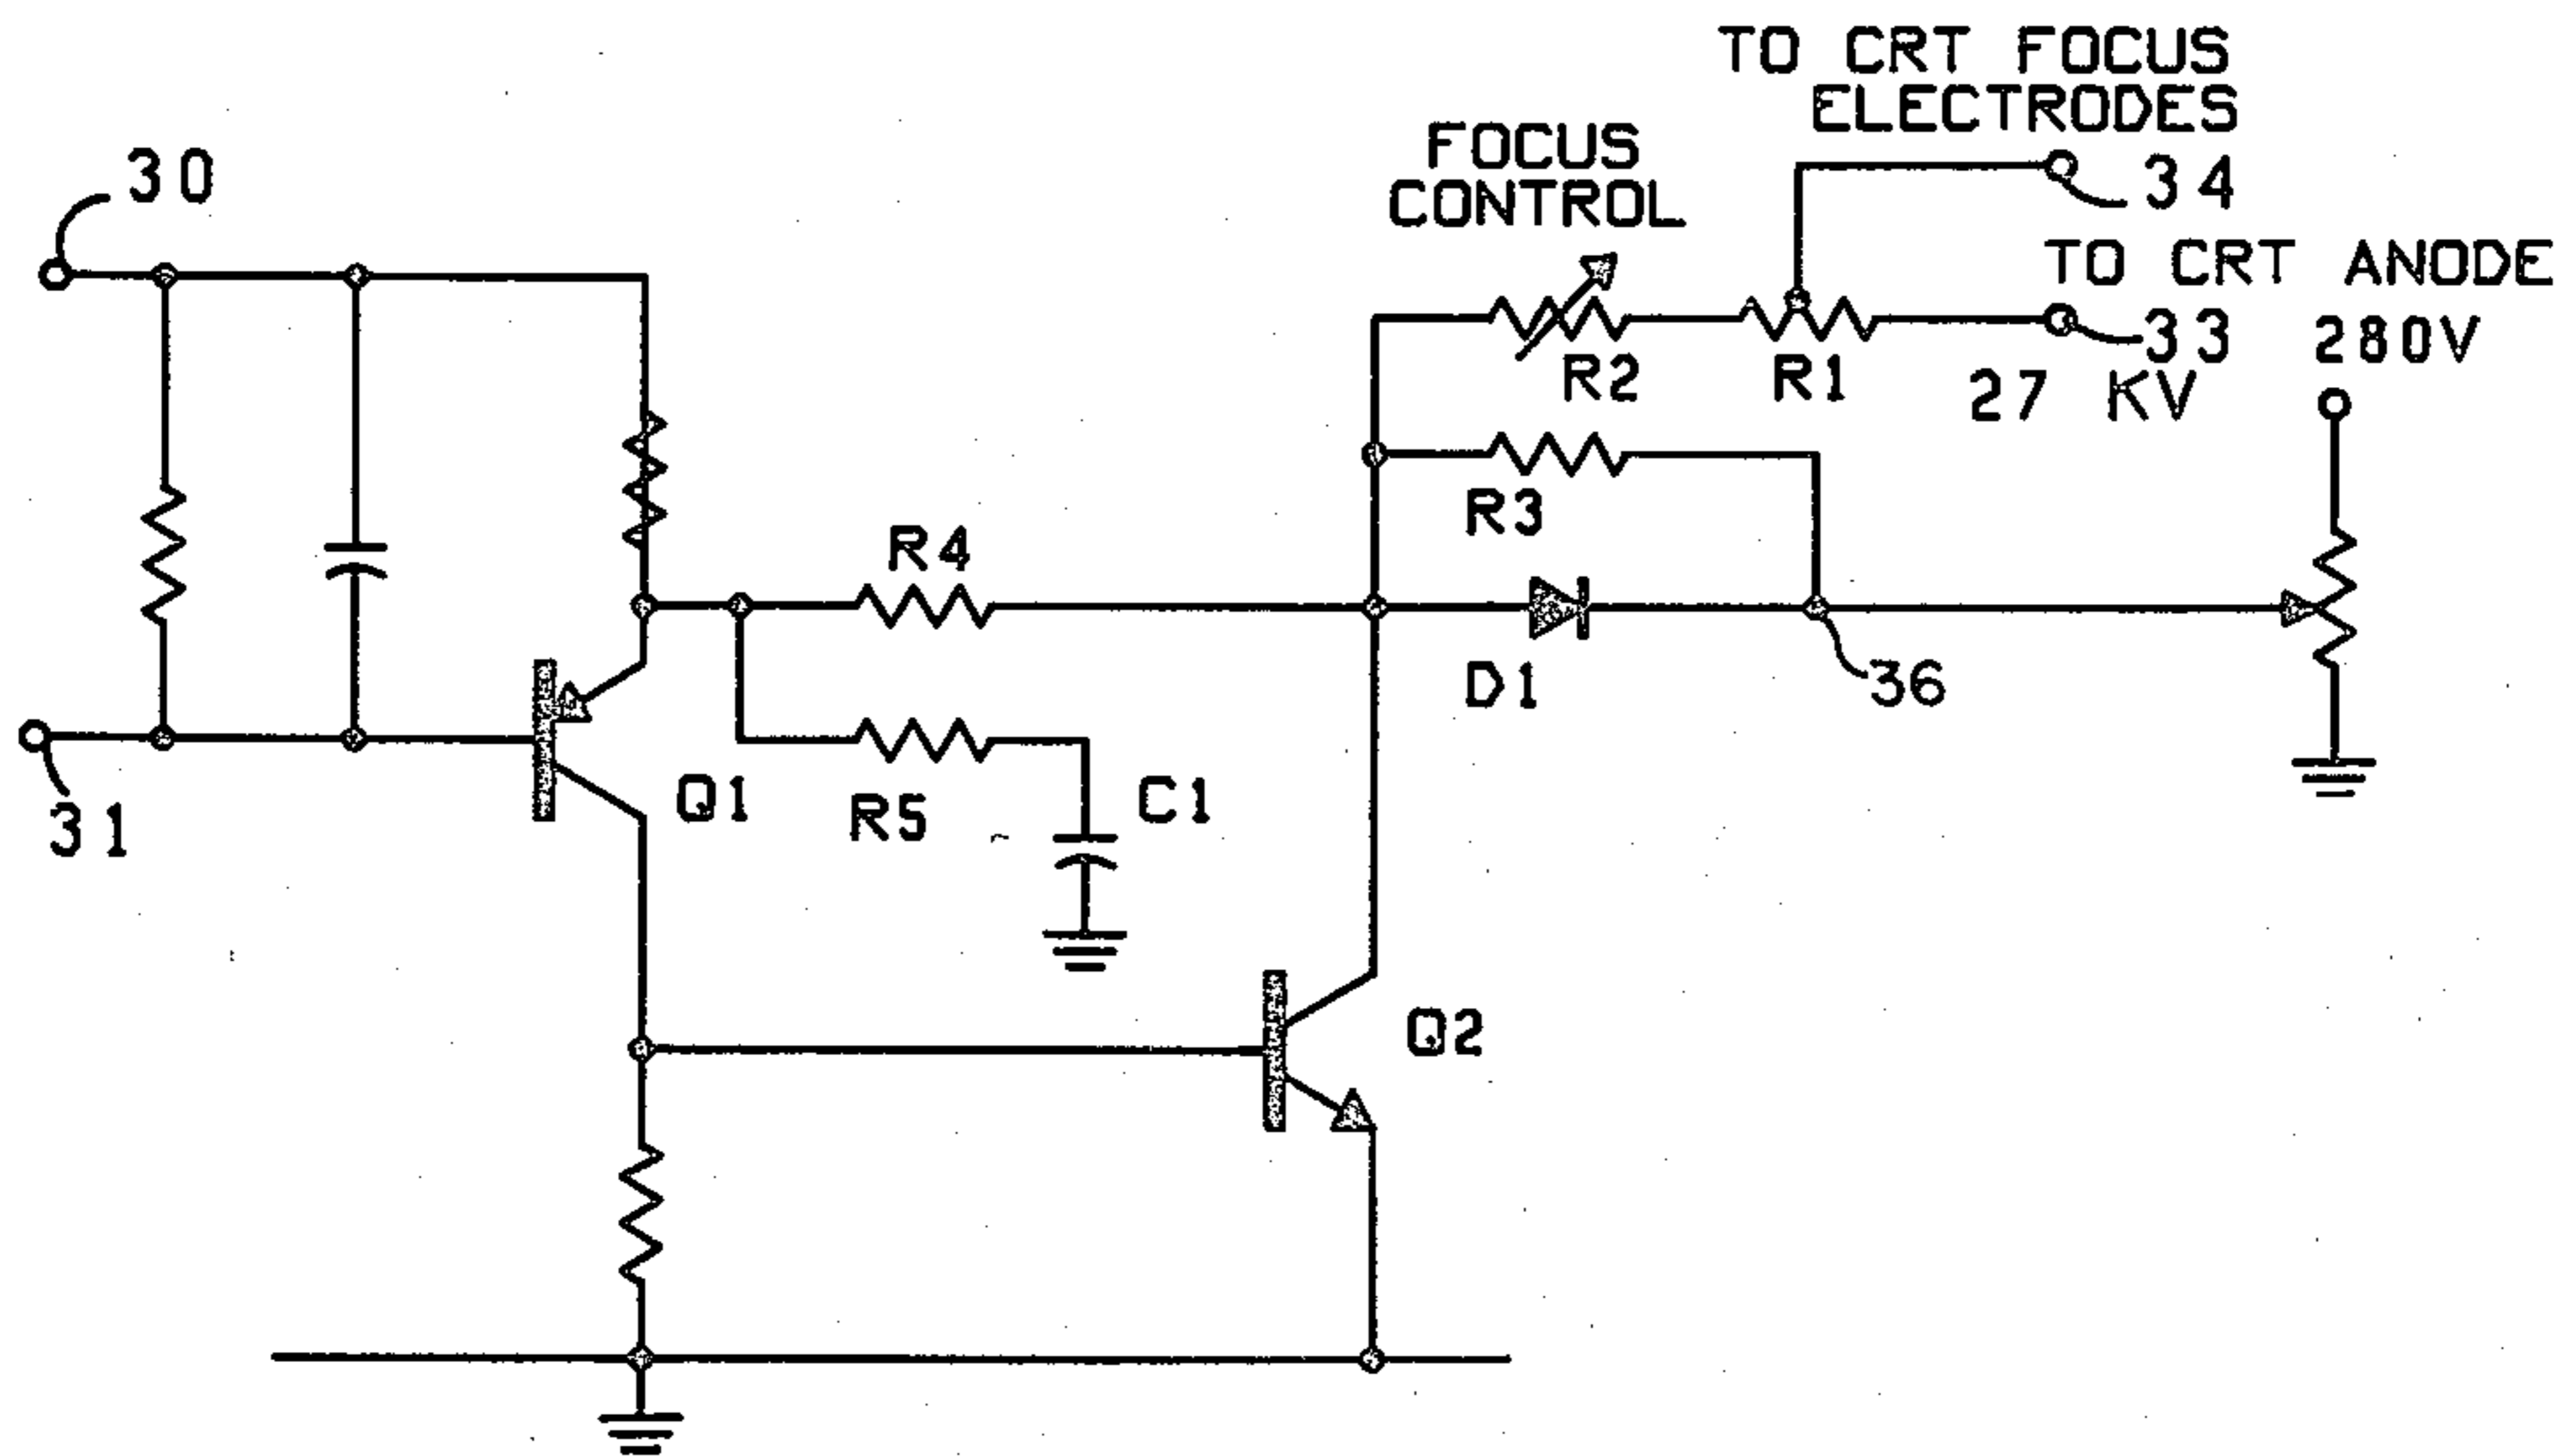 TO CRT FOCUS
ELECTRODES
FOCUS
CONTROL
30
34
TO CRT ANODE
33
280V
R2
R1
27 KV
R3
R4
D1
36
Q1
R5
C1
31
Q2